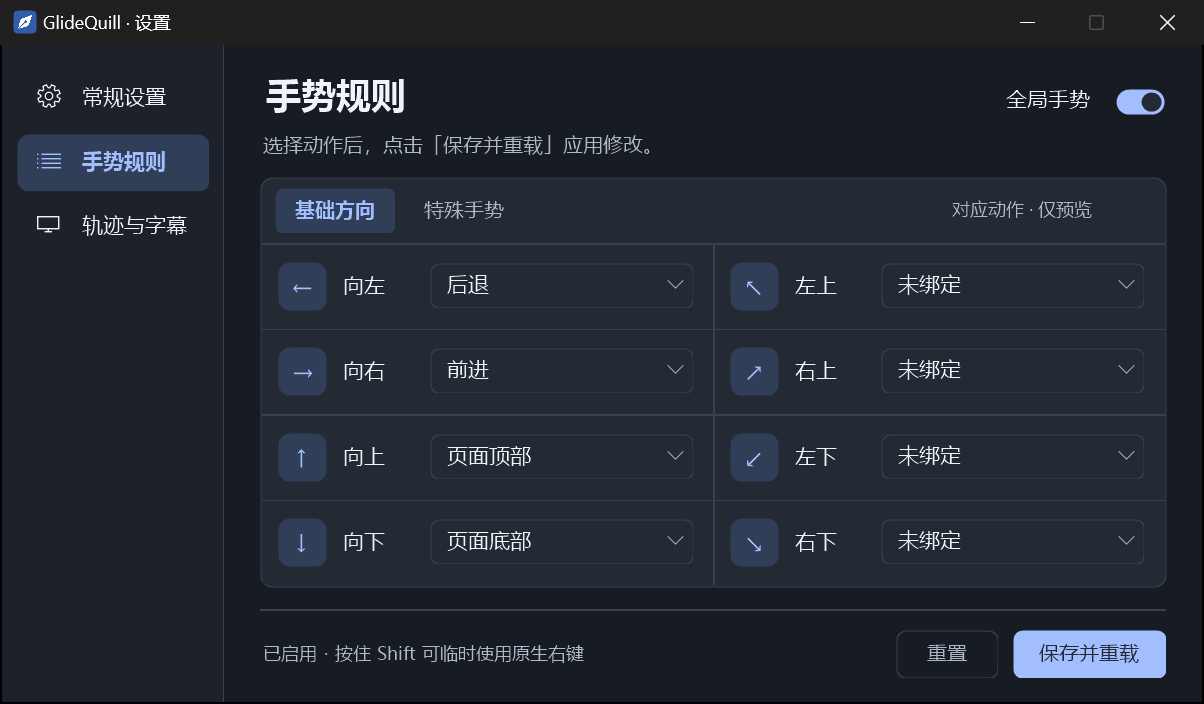 GlideQuill · 设置
常规设置
手势规则
轨迹与字幕
手势规则
全局手势
选择动作后，点击「保存并重载」应用修改。
基础方向 特殊手势 对应动作 · 仅预览
← 向左 后退 ↖ 左上 未绑定
→ 向右 前进 ↗ 右上 未绑定
↑ 向上 页面顶部 ↙ 左下 未绑定
↓ 向下 页面底部 ↘ 右下 未绑定
已启用 · 按住 Shift 可临时使用原生右键 重置 保存并重载